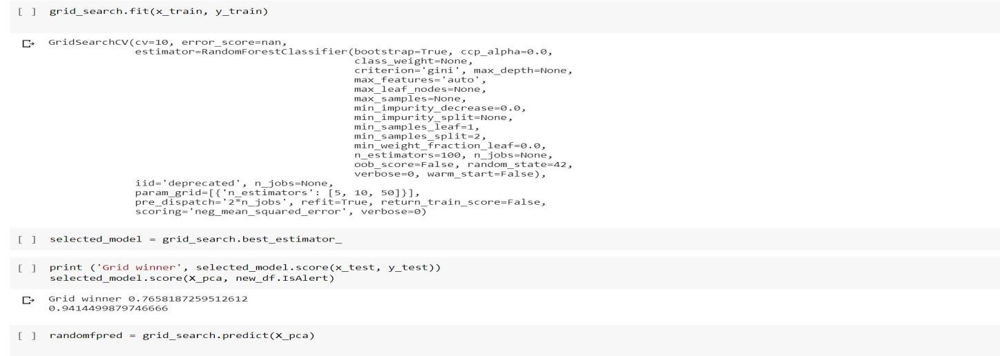 [ ] grid_search.fit(x_train, y_train)
GridSearchCV(cv=10, error_score=nan,
estimator=RandomForestClassifier(bootstrap=True, ccp_alpha=0.0,
class_weight=None,
criterion='gini', max_depth=None,
max_features='auto',
max_leaf_nodes=None,
max_samples=None,
min_impurity_decrease=0.0,
min_impurity_split=None,
min_samples_leaf=1,
min_samples_split=2,
min_weight_fraction_leaf=0.0,
n_estimators=100, n_jobs=None,
oob_score=False, random_state=42,
verbose=0, warm_start=False),
iid='deprecated', n_jobs=None,
param_grid=[{'n_estimators': [5, 10, 50]}],
pre_dispatch='2*n_jobs', refit=True, return_train_score=False,
scoring='neg_mean_squared_error', verbose=0)
[ ] selected_model = grid_search.best_estimator_
[ ] print ('Grid winner', selected_model.score(x_test, y_test))
selected_model.score(X_pca, new_df.IsAlert)
Grid winner 0.7658187259512612
0.9414499879746666
[ ] randomfpred = grid_search.predict(X_pca)